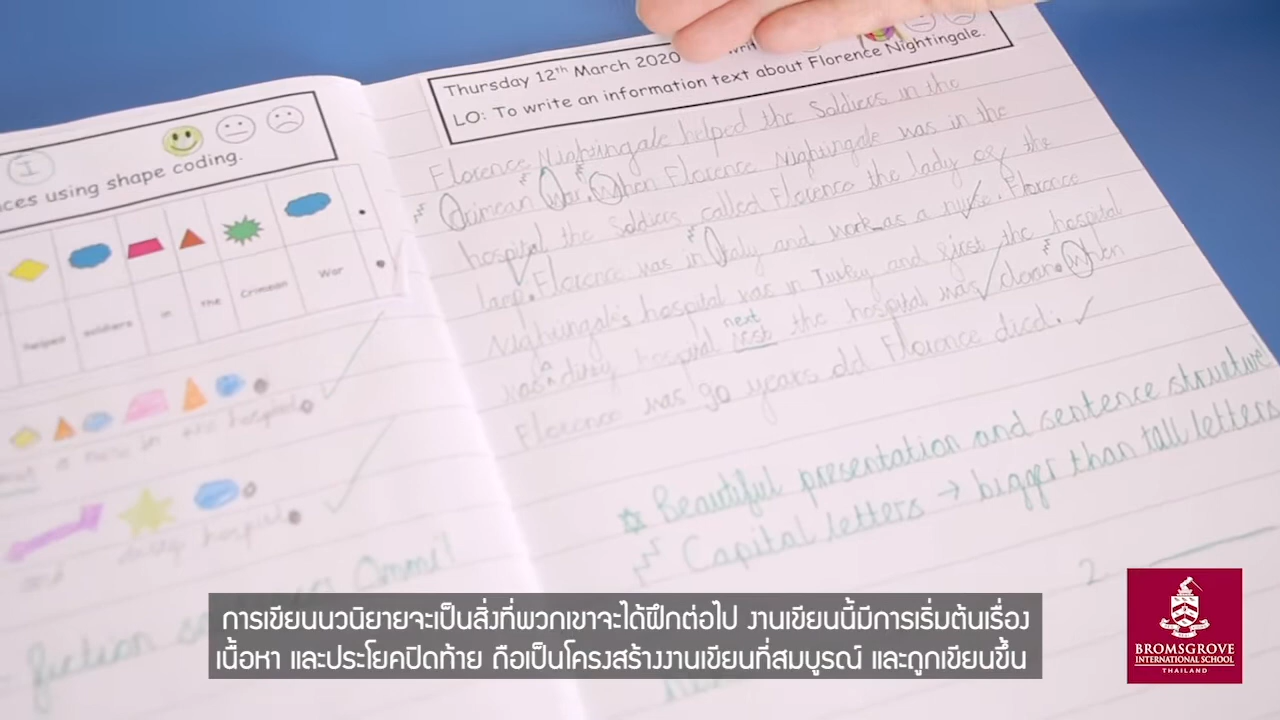 nces using shape coding.
I
helped soldiers in the Crimean War .
Thursday 12th March 2020
LO: To write an information text about Florence Nightingale.
Florence Nightingale helped the Soldiers in the
Crimean War. When Florence Nightingale was in the
hospital the Soldiers called Florence the lady of the
lamp. Florence was in Italy and work as a nurse. Florence
Nightingale's hospital was in Turkey and first the hospital
was dirty hospital next the hospital was clean. When
Florence was 90 years old Florence died.
Beautiful presentation and sentence structure!
Capital letters → bigger than tall letters
2
fiction
การเขียนนวนิยายจะเป็นสิ่งที่พวกเขาจะได้ฝึกต่อไป งานเขียนนี้มีการเริ่มต้นเรื่อง
เนื้อหา และประโยคปิดท้าย ถือเป็นโครงสร้างงานเขียนที่สมบูรณ์ และถูกเขียนขึ้น
BROMSGROVE
INTERNATIONAL SCHOOL
THAILAND